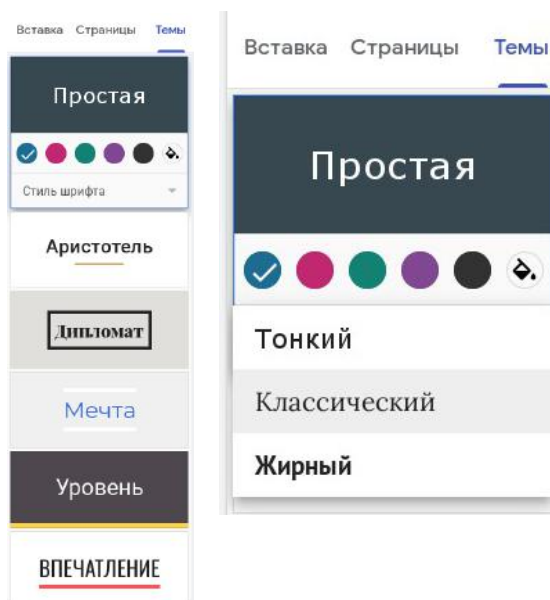 Вставка Страницы Темы
Простая
Стиль шрифта
Аристотель
Дипломат
Мечта
Уровень
ВПЕЧАТЛЕНИЕ
Вставка Страницы Темы
Простая
Тонкий
Классический
Жирный